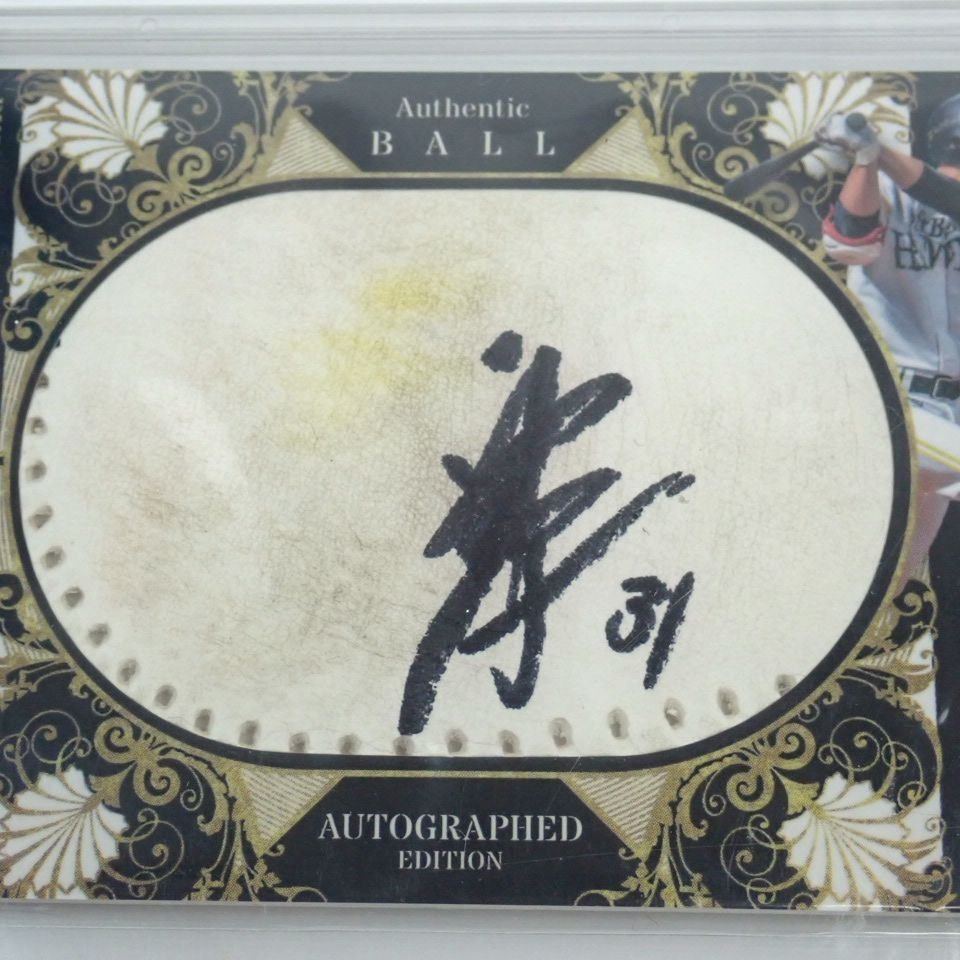 Authentic
BALL
31
AUTOGRAPHED
EDITION